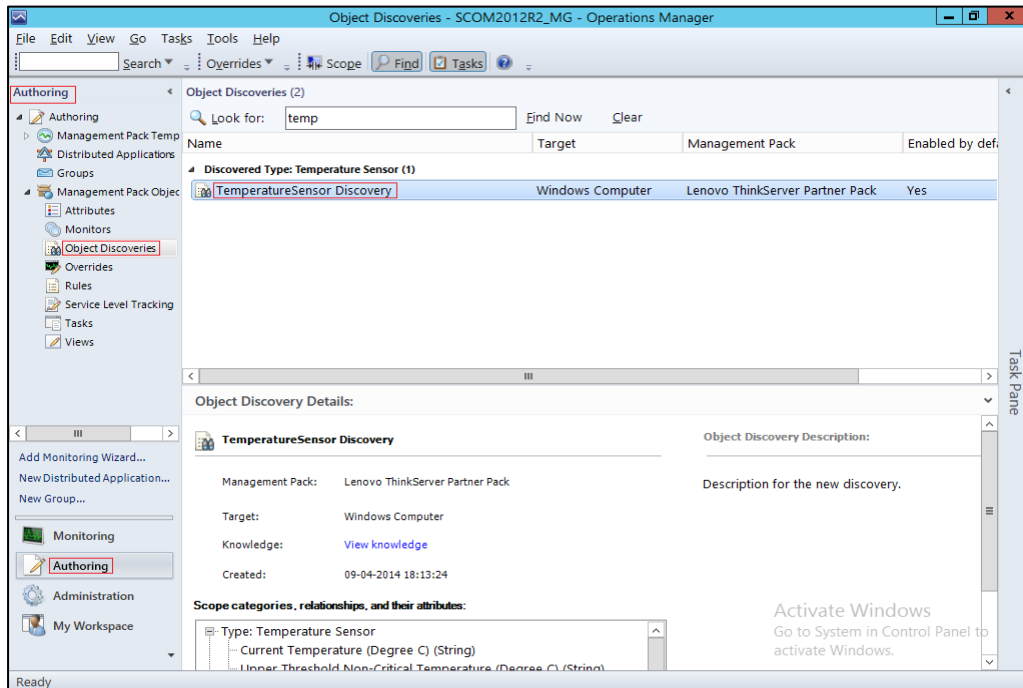 Object Discoveries - SCOM2012R2_MG - Operations Manager
File Edit View Go Tasks Tools Help
Search Overrides Scope Find Tasks
Authoring
Authoring
Management Pack Temp
Distributed Applications
Groups
Management Pack Objec
Attributes
Monitors
Object Discoveries
Overrides
Rules
Service Level Tracking
Tasks
Views
Add Monitoring Wizard...
New Distributed Application...
New Group...
Monitoring
Authoring
Administration
My Workspace
Object Discoveries (2)
Look for: temp Find Now Clear
Name Target Management Pack Enabled by defa
Discovered Type: Temperature Sensor (1)
TemperatureSensor Discovery Windows Computer Lenovo ThinkServer Partner Pack Yes
Object Discovery Details:
TemperatureSensor Discovery
Management Pack: Lenovo ThinkServer Partner Pack
Target: Windows Computer
Knowledge: View knowledge
Created: 09-04-2014 18:13:24
Object Discovery Description:
Description for the new discovery.
Scope categories, relationships, and their attributes:
Type: Temperature Sensor
Current Temperature (Degree C) (String)
Upper Threshold Non-Critical Temperature (Degree C) (String)
Activate Windows
Go to System in Control Panel to
activate Windows.
Task Pane
Ready